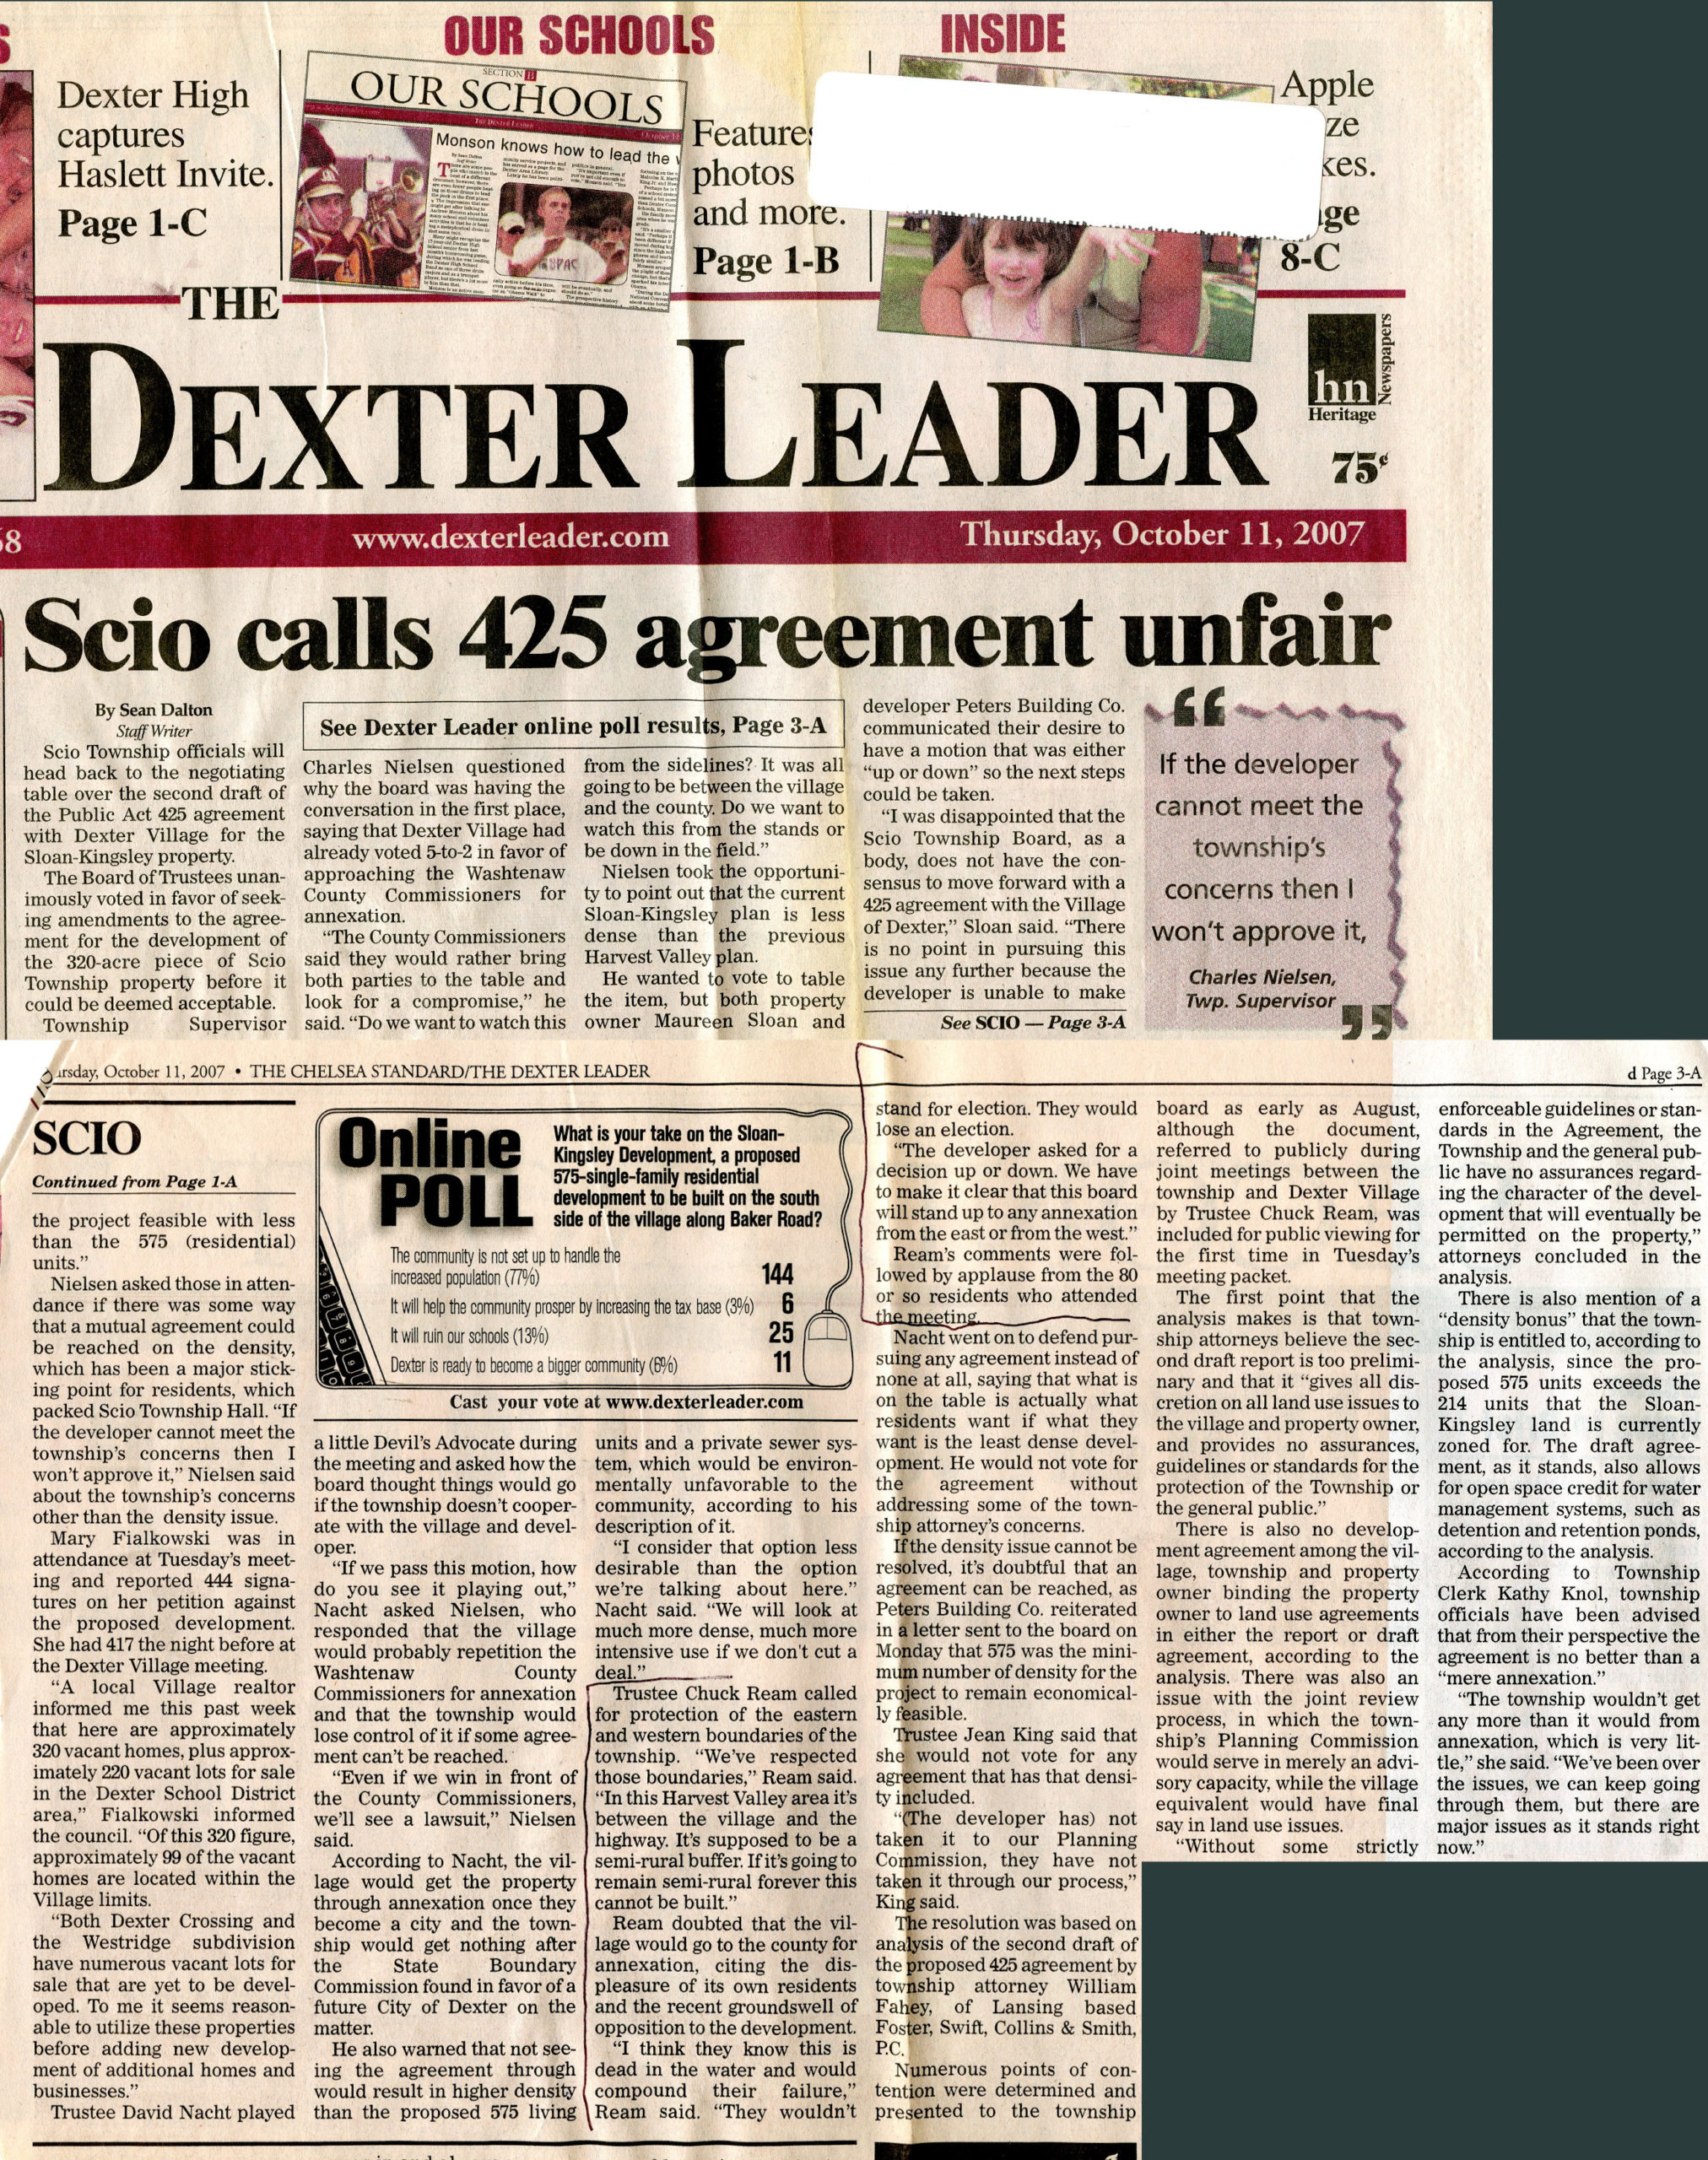 OUR SCHOOLS
INSIDE
Dexter High
captures
Haslett Invite.
Page 1-C
SECTION B
OUR SCHOOLS
Monson knows how to lead the
Features
photos
and more.
Page 1-B
Apple
8-C
THE
DEXTER LEADER
hn
Heritage
Newspapers
75¢
www.dexterleader.com
Thursday, October 11, 2007
Scio calls 425 agreement unfair
By Sean Dalton
Staff Writer
Scio Township officials will
head back to the negotiating
table over the second draft of
the Public Act 425 agreement
with Dexter Village for the
Sloan-Kingsley property.
The Board of Trustees unan-
imously voted in favor of seek-
ing amendments to the agree-
ment for the development of
the 320-acre piece of Scio
Township property before it
could be deemed acceptable.
Township Supervisor
See Dexter Leader online poll results, Page 3-A
Charles Nielsen questioned
why the board was having the
conversation in the first place,
saying that Dexter Village had
already voted 5-to-2 in favor of
approaching the Washtenaw
County Commissioners for
annexation.
“The County Commissioners
said they would rather bring
both parties to the table and
look for a compromise,” he
said. “Do we want to watch this
from the sidelines? It was all
going to be between the village
and the county. Do we want to
watch this from the stands or
be down in the field.”
Nielsen took the opportuni-
ty to point out that the current
Sloan-Kingsley plan is less
dense than the previous
Harvest Valley plan.
He wanted to vote to table
the item, but both property
owner Maureen Sloan and
developer Peters Building Co.
communicated their desire to
have a motion that was either
“up or down” so the next steps
could be taken.
“I was disappointed that the
Scio Township Board, as a
body, does not have the con-
sensus to move forward with a
425 agreement with the Village
of Dexter,” Sloan said. “There
is no point in pursuing this
issue any further because the
developer is unable to make
See SCIO — Page 3-A
“
If the developer
cannot meet the
township’s
concerns then I
won’t approve it,
Charles Nielsen,
Twp. Supervisor
”
ursday, October 11, 2007 • THE CHELSEA STANDARD/THE DEXTER LEADER
d Page 3-A
SCIO
Continued from Page 1-A
the project feasible with less
than the 575 (residential)
units.”
Nielsen asked those in atten-
dance if there was some way
that a mutual agreement could
be reached on the density,
which has been a major stick-
ing point for residents, which
packed Scio Township Hall. “If
the developer cannot meet the
township’s concerns then I
won’t approve it,” Nielsen said
about the township’s concerns
other than the density issue.
Mary Fialkowski was in
attendance at Tuesday’s meet-
ing and reported 444 signa-
tures on her petition against
the proposed development.
She had 417 the night before at
the Dexter Village meeting.
“A local Village realtor
informed me this past week
that here are approximately
320 vacant homes, plus approx-
imately 220 vacant lots for sale
in the Dexter School District
area,” Fialkowski informed
the council. “Of this 320 figure,
approximately 99 of the vacant
homes are located within the
Village limits.
“Both Dexter Crossing and
the Westridge subdivision
have numerous vacant lots for
sale that are yet to be devel-
oped. To me it seems reason-
able to utilize these properties
before adding new develop-
ment of additional homes and
businesses.”
Trustee David Nacht played
Online
POLL
What is your take on the Sloan-
Kingsley Development, a proposed
575-single-family residential
development to be built on the south
side of the village along Baker Road?
The community is not set up to handle the
increased population (77%) 144
It will help the community prosper by increasing the tax base (3%) 6
It will ruin our schools (13%) 25
Dexter is ready to become a bigger community (6%) 11
Cast your vote at www.dexterleader.com
a little Devil’s Advocate during
the meeting and asked how the
board thought things would go
if the township doesn’t cooper-
ate with the village and devel-
oper.
“If we pass this motion, how
do you see it playing out,”
Nacht asked Nielsen, who
responded that the village
would probably repetition the
Washtenaw County
Commissioners for annexation
and that the township would
lose control of it if some agree-
ment can’t be reached.
“Even if we win in front of
the County Commissioners,
we’ll see a lawsuit,” Nielsen
said.
According to Nacht, the vil-
lage would get the property
through annexation once they
become a city and the town-
ship would get nothing after
the State Boundary
Commission found in favor of a
future City of Dexter on the
matter.
He also warned that not see-
ing the agreement through
would result in higher density
than the proposed 575 living
units and a private sewer sys-
tem, which would be environ-
mentally unfavorable to the
community, according to his
description of it.
“I consider that option less
desirable than the option
we’re talking about here.”
Nacht said. “We will look at
much more dense, much more
intensive use if we don’t cut a
deal.”
Trustee Chuck Ream called
for protection of the eastern
and western boundaries of the
township. “We’ve respected
those boundaries,” Ream said.
“In this Harvest Valley area it’s
between the village and the
highway. It’s supposed to be a
semi-rural buffer. If it’s going to
remain semi-rural forever this
cannot be built.”
Ream doubted that the vil-
lage would go to the county for
annexation, citing the dis-
pleasure of its own residents
and the recent groundswell of
opposition to the development.
“I think they know this is
dead in the water and would
compound their failure,”
Ream said. “They wouldn’t
stand for election. They would
lose an election.
“The developer asked for a
decision up or down. We have
to make it clear that this board
will stand up to any annexation
from the east or from the west.”
Ream’s comments were fol-
lowed by applause from the 80
or so residents who attended
the meeting.
Nacht went on to defend pur-
suing any agreement instead of
none at all, saying that what is
on the table is actually what
residents want if what they
want is the least dense devel-
opment. He would not vote for
the agreement without
addressing some of the town-
ship attorney’s concerns.
If the density issue cannot be
resolved, it’s doubtful that an
agreement can be reached, as
Peters Building Co. reiterated
in a letter sent to the board on
Monday that 575 was the mini-
mum number of density for the
project to remain economical-
ly feasible.
Trustee Jean King said that
she would not vote for any
agreement that has that densi-
ty included.
“(The developer has) not
taken it to our Planning
Commission, they have not
taken it through our process,”
King said.
The resolution was based on
analysis of the second draft of
the proposed 425 agreement by
township attorney William
Fahey, of Lansing based
Foster, Swift, Collins & Smith,
P.C.
Numerous points of con-
tention were determined and
presented to the township
board as early as August,
although the document,
referred to publicly during
joint meetings between the
township and Dexter Village
by Trustee Chuck Ream, was
included for public viewing for
the first time in Tuesday’s
meeting packet.
The first point that the
analysis makes is that town-
ship attorneys believe the sec-
ond draft report is too prelimi-
nary and that it “gives all dis-
cretion on all land use issues to
the village and property owner,
and provides no assurances,
guidelines or standards for the
protection of the Township or
the general public.”
There is also no develop-
ment agreement among the vil-
lage, township and property
owner binding the property
owner to land use agreements
in either the report or draft
agreement, according to the
analysis. There was also an
issue with the joint review
process, in which the town-
ship’s Planning Commission
would serve in merely an advi-
sory capacity, while the village
equivalent would have final
say in land use issues.
“Without some strictly
enforceable guidelines or stan-
dards in the Agreement, the
Township and the general pub-
lic have no assurances regard-
ing the character of the devel-
opment that will eventually be
permitted on the property,”
attorneys concluded in the
analysis.
There is also mention of a
“density bonus” that the town-
ship is entitled to, according to
the analysis, since the pro-
posed 575 units exceeds the
214 units that the Sloan-
Kingsley land is currently
zoned for. The draft agree-
ment, as it stands, also allows
for open space credit for water
management systems, such as
detention and retention ponds,
according to the analysis.
According to Township
Clerk Kathy Knol, township
officials have been advised
that from their perspective the
agreement is no better than a
“mere annexation.”
“The township wouldn’t get
any more than it would from
annexation, which is very lit-
tle,” she said. “We’ve been over
the issues, we can keep going
through them, but there are
major issues as it stands right
now.”